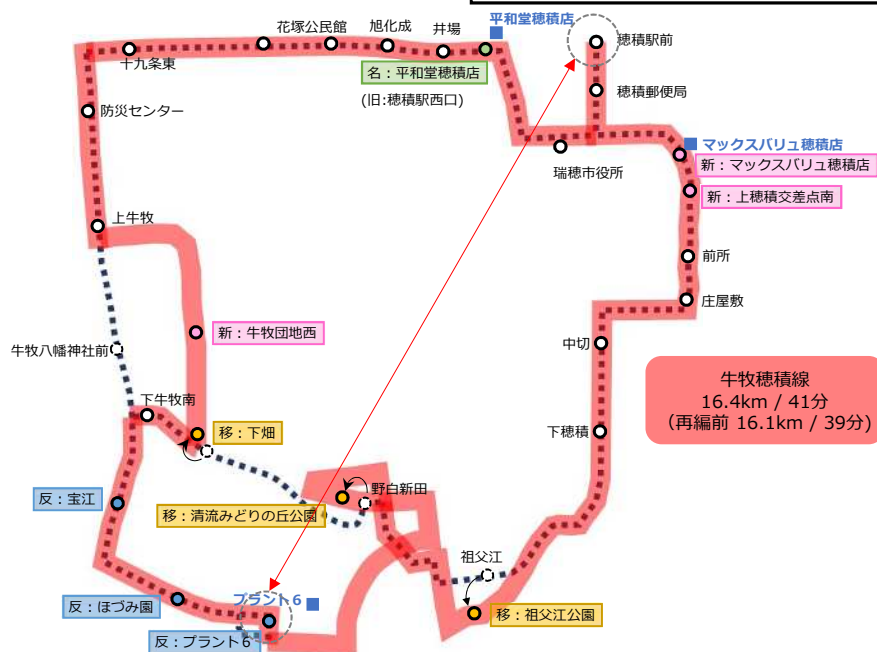 平和堂穂積店
花塚公民館
旭化成
井場
穂積駅前
十九条東
名：平和堂穂積店
(旧:穂積駅西口)
穂積郵便局
防災センター
マックスバリュ穂積店
新：マックスバリュ穂積店
瑞穂市役所
新：上穂積交差点南
上牛牧
前所
庄屋敷
新：牛牧団地西
中切
牛牧八幡神社前
牛牧穂積線
16.4km / 41分
（再編前 16.1km / 39分）
下牛牧南
移：下畑
下穂積
野白新田
反：宝江
移：清流みどりの丘公園
祖父江
反：ほづみ園
プラント６
移：祖父江公園
反：プラント６